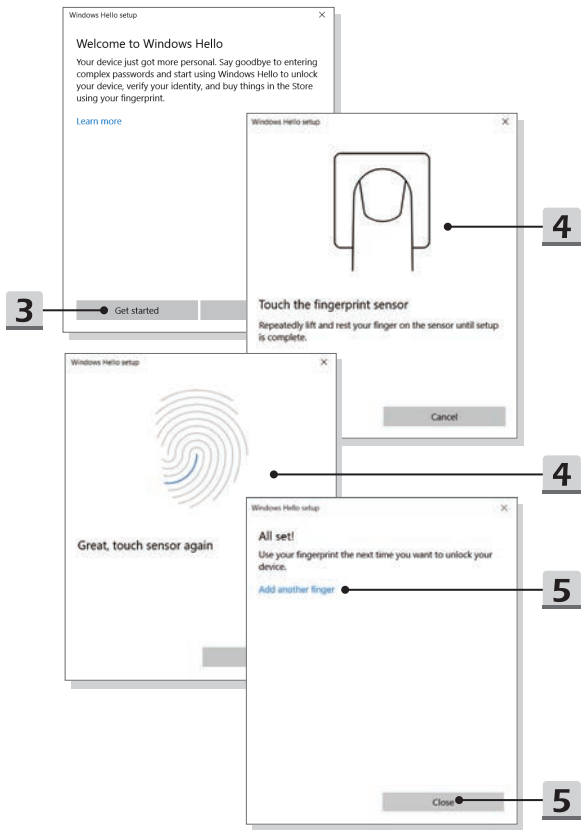 Windows Hello setup
Welcome to Windows Hello
Your device just got more personal. Say goodbye to entering
complex passwords and start using Windows Hello to unlock
your device, verify your identity, and buy things in the Store
using your fingerprint.
Learn more
3
Get started
Windows Hello setup
4
Touch the fingerprint sensor
Repeatedly lift and rest your finger on the sensor until setup
is complete.
Cancel
Windows Hello setup
4
Great, touch sensor again
Windows Hello setup
All set!
Use your fingerprint the next time you want to unlock your
device.
Add another finger
5
Close
5